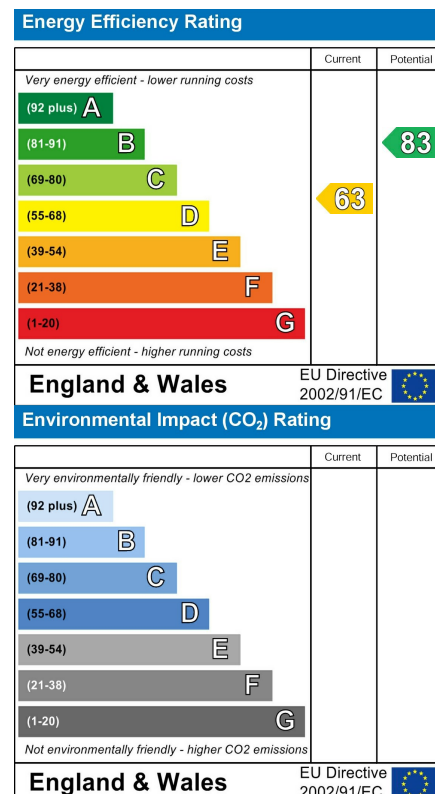 Energy Efficiency Rating
Current Potential
Very energy efficient - lower running costs
(92 plus) A
(81-91) B
83
(69-80) C
63
(55-68) D
(39-54) E
(21-38) F
(1-20) G
Not energy efficient - higher running costs
England & Wales
EU Directive
2002/91/EC
Environmental Impact (CO₂) Rating
Current Potential
Very environmentally friendly - lower CO2 emissions
(92 plus) A
(81-91) B
(69-80) C
(55-68) D
(39-54) E
(21-38) F
(1-20) G
Not environmentally friendly - higher CO2 emissions
England & Wales
EU Directive
2002/91/EC